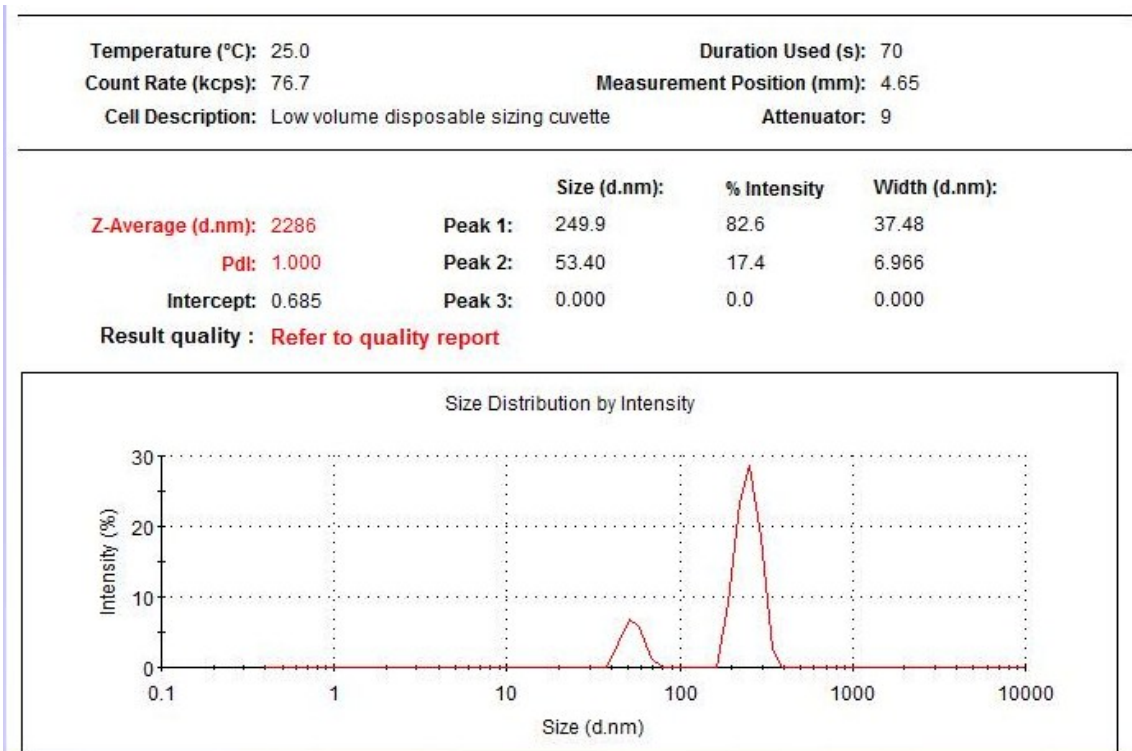 Temperature (°C): 25.0 Duration Used (s): 70
Count Rate (kcps): 76.7 Measurement Position (mm): 4.65
Cell Description: Low volume disposable sizing cuvette Attenuator: 9
Size (d.nm): % Intensity Width (d.nm):
Z-Average (d.nm): 2286 Peak 1: 249.9 82.6 37.48
PdI: 1.000 Peak 2: 53.40 17.4 6.966
Intercept: 0.685 Peak 3: 0.000 0.0 0.000
Result quality : Refer to quality report
Size Distribution by Intensity
30
20
10
0
Intensity (%)
0.1 1 10 100 1000 10000
Size (d.nm)